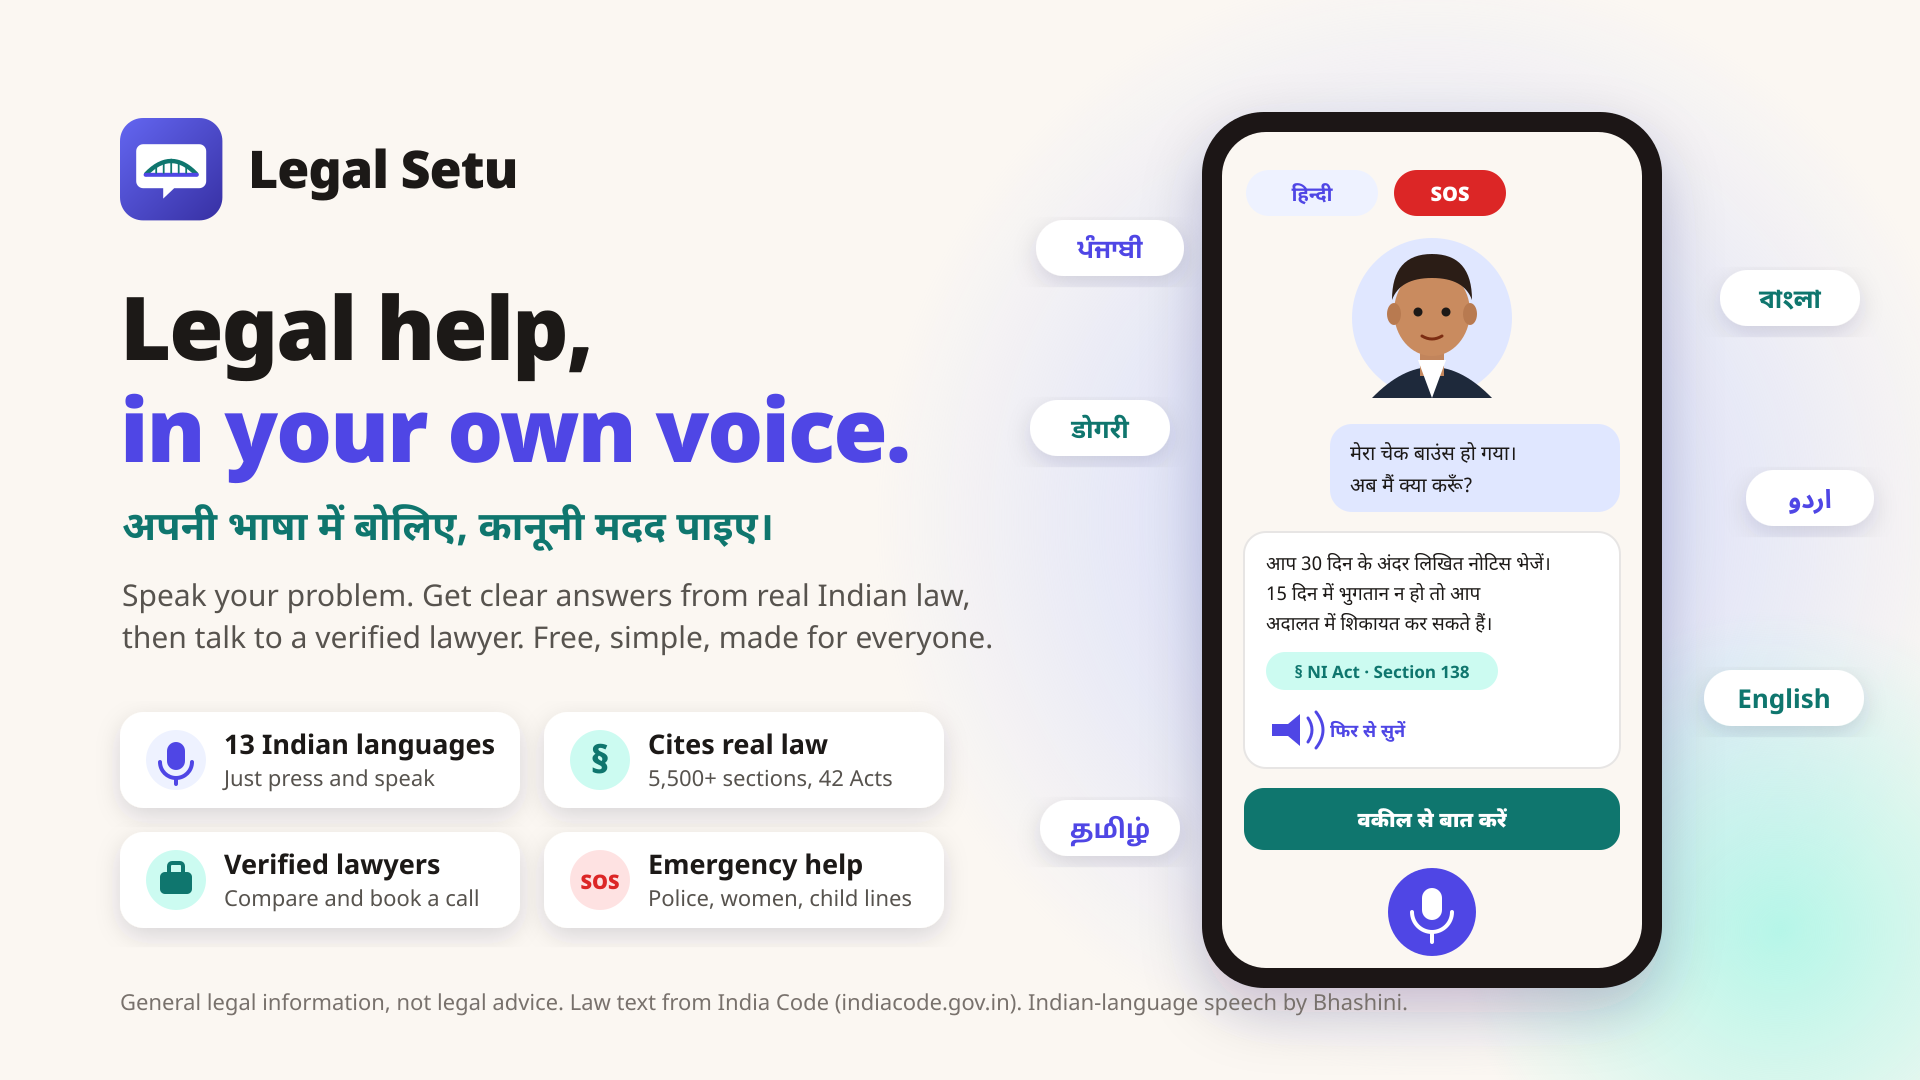 Legal Setu
Legal help,
in your own voice.
अपनी भाषा में बोलिए, कानूनी मदद पाइए।
Speak your problem. Get clear answers from real Indian law,
then talk to a verified lawyer. Free, simple, made for everyone.
13 Indian languages
Just press and speak
§
Cites real law
5,500+ sections, 42 Acts
Verified lawyers
Compare and book a call
SOS
Emergency help
Police, women, child lines
ਪੰਜਾਬੀ
डोगरी
தமிழ்
हिन्दी
SOS
मेरा चेक बाउंस हो गया।
अब मैं क्या करूँ?
आप 30 दिन के अंदर लिखित नोटिस भेजें।
15 दिन में भुगतान न हो तो आप
अदालत में शिकायत कर सकते हैं।
§ NI Act · Section 138
फिर से सुनें
वकील से बात करें
বাংলা
اردو
English
General legal information, not legal advice. Law text from India Code (indiacode.gov.in). Indian-language speech by Bhashini.